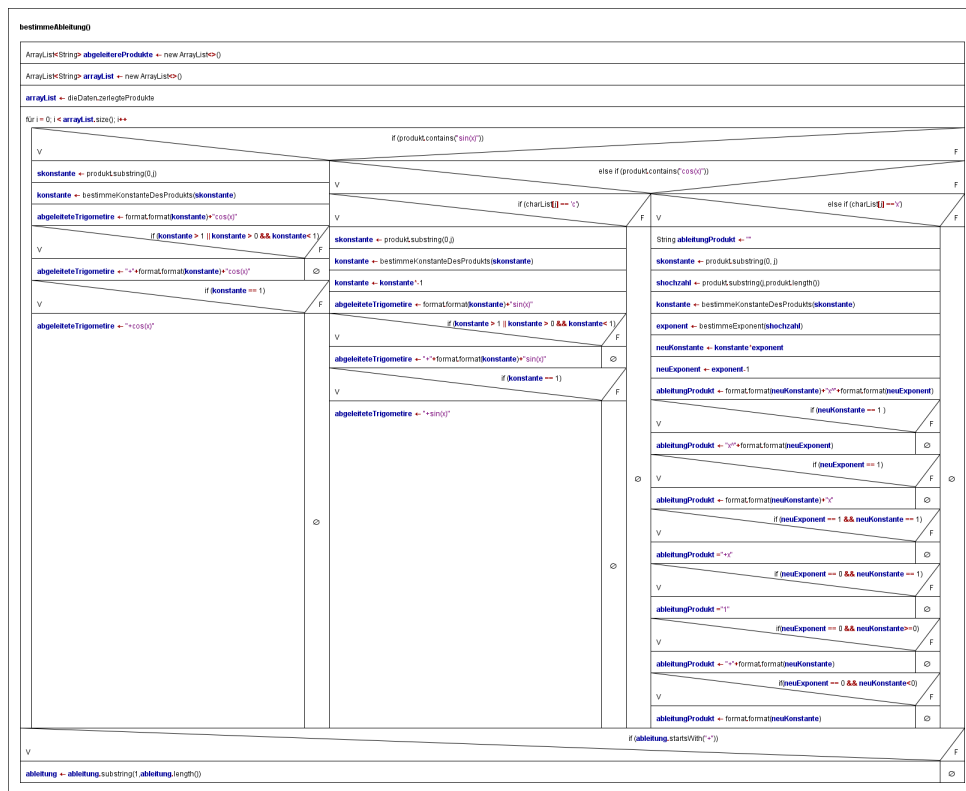 bestimmeAbleitung()
ArrayList<String> abgeleitereProdukte ← new ArrayList<>()
ArrayList<String> arrayList ← new ArrayList<>()
arrayList ← dieDaten.zerlegteProdukte
für i = 0; i < arrayList.size(); i++
if (produkt.contains("sin(x)"))
V F
skonstante ← produkt.substring(0,j)
konstante ← bestimmeKonstanteDesProdukts(skonstante)
abgeleiteteTrigometire ← format.format(konstante)+"cos(x)"
if (konstante > 1 || konstante > 0 && konstante< 1)
V F
abgeleiteteTrigometire ← "+"+format.format(konstante)+"cos(x)" ∅
if (konstante == 1)
V F
abgeleiteteTrigometire ← "+cos(x)"
∅
else if (produkt.contains("cos(x)"))
V F
if (charList[j] == 'c')
V F
skonstante ← produkt.substring(0,j)
konstante ← bestimmeKonstanteDesProdukts(skonstante)
konstante ← konstante*-1
abgeleiteteTrigometire ← format.format(konstante)+"sin(x)"
if (konstante > 1 || konstante > 0 && konstante< 1)
V F
abgeleiteteTrigometire ← "+"+format.format(konstante)+"sin(x)" ∅
if (konstante == 1)
V F
abgeleiteteTrigometire ← "+sin(x)"
∅
∅
else if (charList[j] =='x')
V F
String ableitungProdukt ← ""
skonstante ← produkt.substring(0, j)
shochzahl ← produkt.substring(j,produkt.length())
konstante ← bestimmeKonstanteDesProdukts(skonstante)
exponent ← bestimmeExponent(shochzahl)
neuKonstante ← konstante*exponent
neuExponent ← exponent-1
ableitungProdukt ← format.format(neuKonstante)+"x^"+format.format(neuExponent)
if (neuKonstante == 1 )
V F
ableitungProdukt ← "x^"+format.format(neuExponent) ∅
if (neuExponent == 1)
V F
ableitungProdukt ← format.format(neuKonstante)+"x" ∅
if (neuExponent == 1 && neuKonstante == 1)
V F
ableitungProdukt ="+x" ∅
if (neuExponent == 0 && neuKonstante == 1)
V F
ableitungProdukt ="1" ∅
if(neuExponent == 0 && neuKonstante>=0)
V F
ableitungProdukt ← "+"+format.format(neuKonstante) ∅
if(neuExponent == 0 && neuKonstante<0)
V F
ableitungProdukt ← format.format(neuKonstante) ∅
∅
if (ableitung.startsWith("+"))
V F
ableitung ← ableitung.substring(1,ableitung.length()) ∅